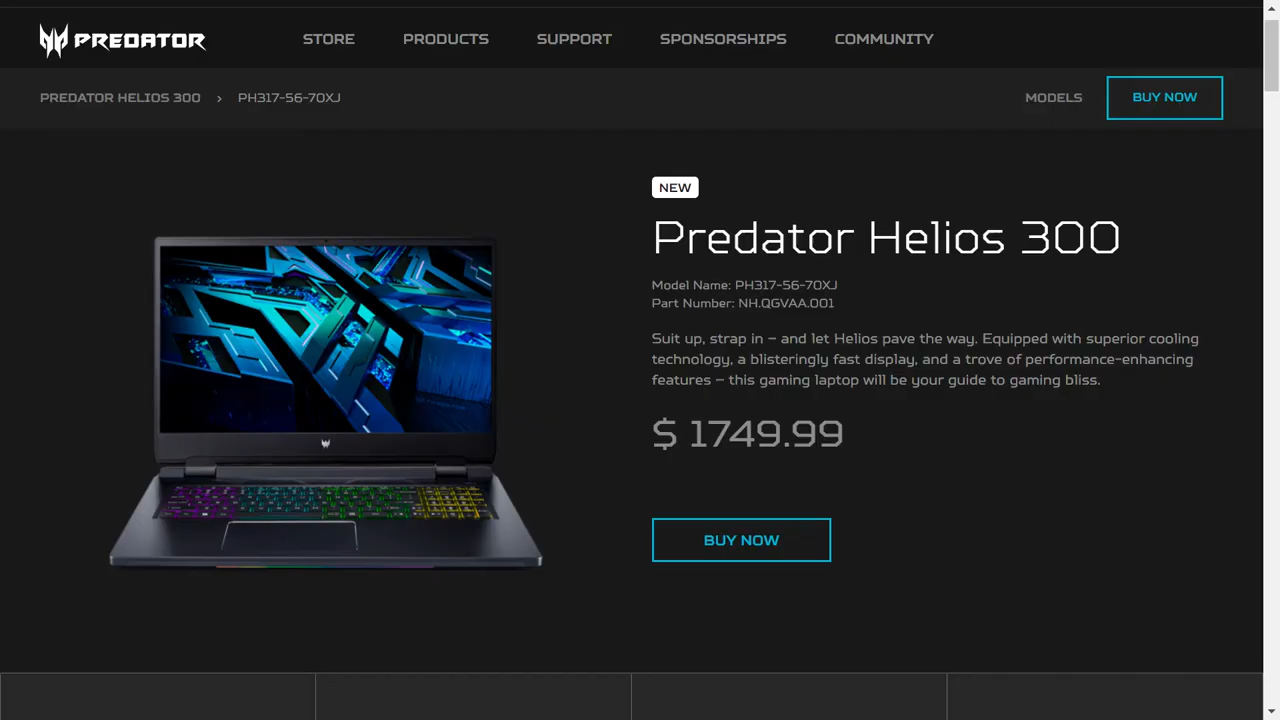 PREDATOR
STORE
PRODUCTS
SUPPORT
SPONSORSHIPS
COMMUNITY
PREDATOR HELIOS 300 › PH317-56-70XJ
MODELS
BUY NOW
NEW
Predator Helios 300
Model Name: PH317-56-70XJ
Part Number: NH.QGVAA.001
Suit up, strap in – and let Helios pave the way. Equipped with superior cooling
technology, a blisteringly fast display, and a trove of performance-enhancing
features – this gaming laptop will be your guide to gaming bliss.
$ 1749.99
BUY NOW